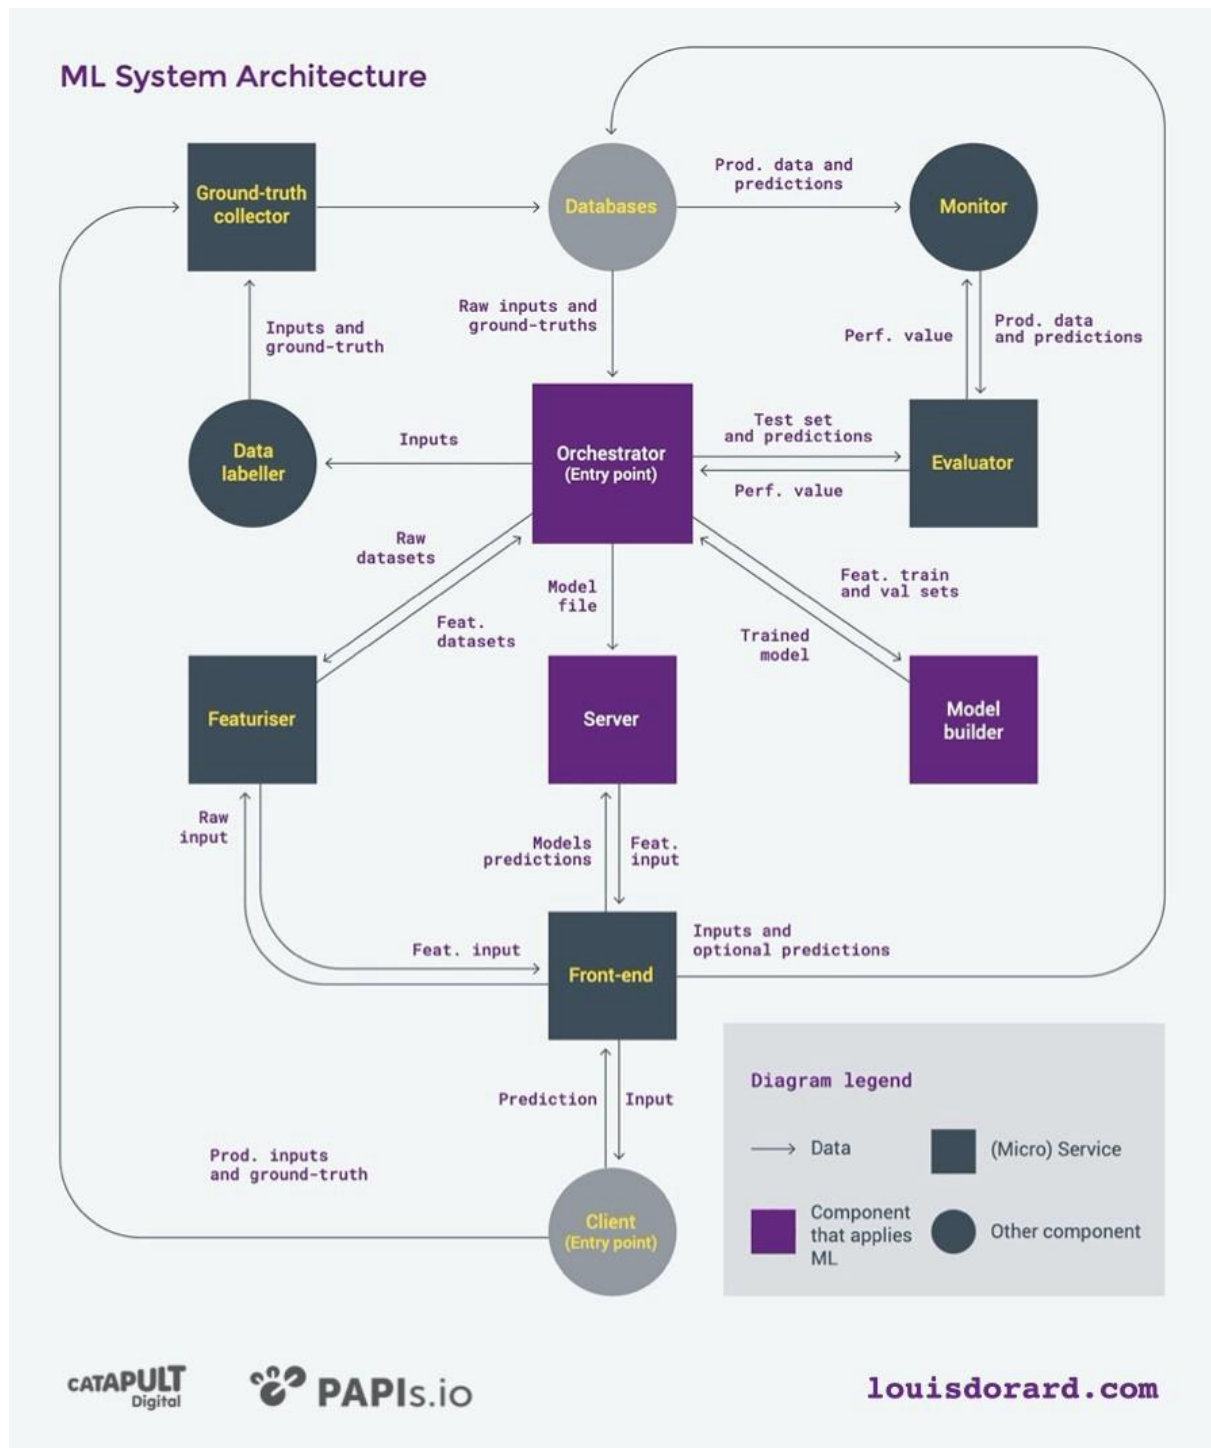 ML System Architecture
Ground-truth
collector
Databases
Prod. data and
predictions
Monitor
Raw inputs and
ground-truths
Inputs and
ground-truth
Perf. value
Prod. data
and predictions
Data
labeller
Inputs
Orchestrator
(Entry point)
Test set
and predictions
Perf. value
Evaluator
Raw
datasets
Feat.
datasets
Model
file
Feat. train
and val sets
Trained
model
Featuriser
Server
Model
builder
Raw
input
Models
predictions
Feat.
input
Feat. input
Front-end
Inputs and
optional predictions
Prediction
Input
Prod. inputs
and ground-truth
Client
(Entry point)
Diagram legend
Data
(Micro) Service
Component
that applies
ML
Other component
CATAPULT
Digital
PAPIs.io
louisdorard.com